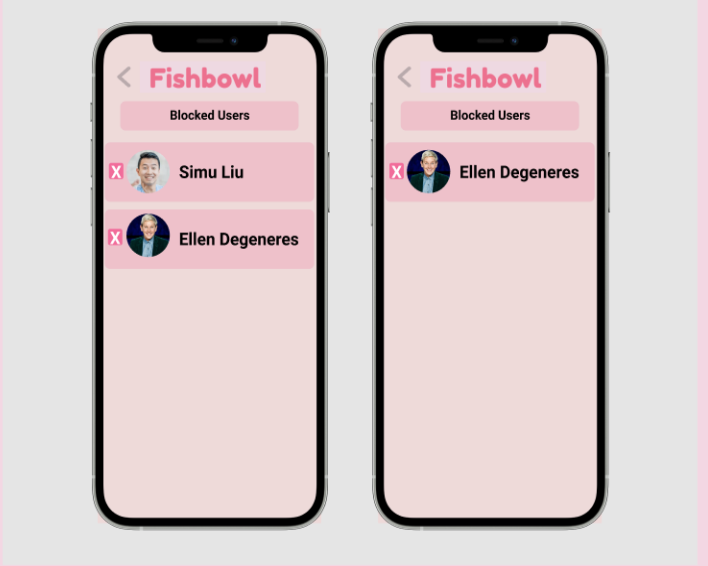 Fishbowl
Blocked Users
X Simu Liu
X Ellen Degeneres
Fishbowl
Blocked Users
X Ellen Degeneres